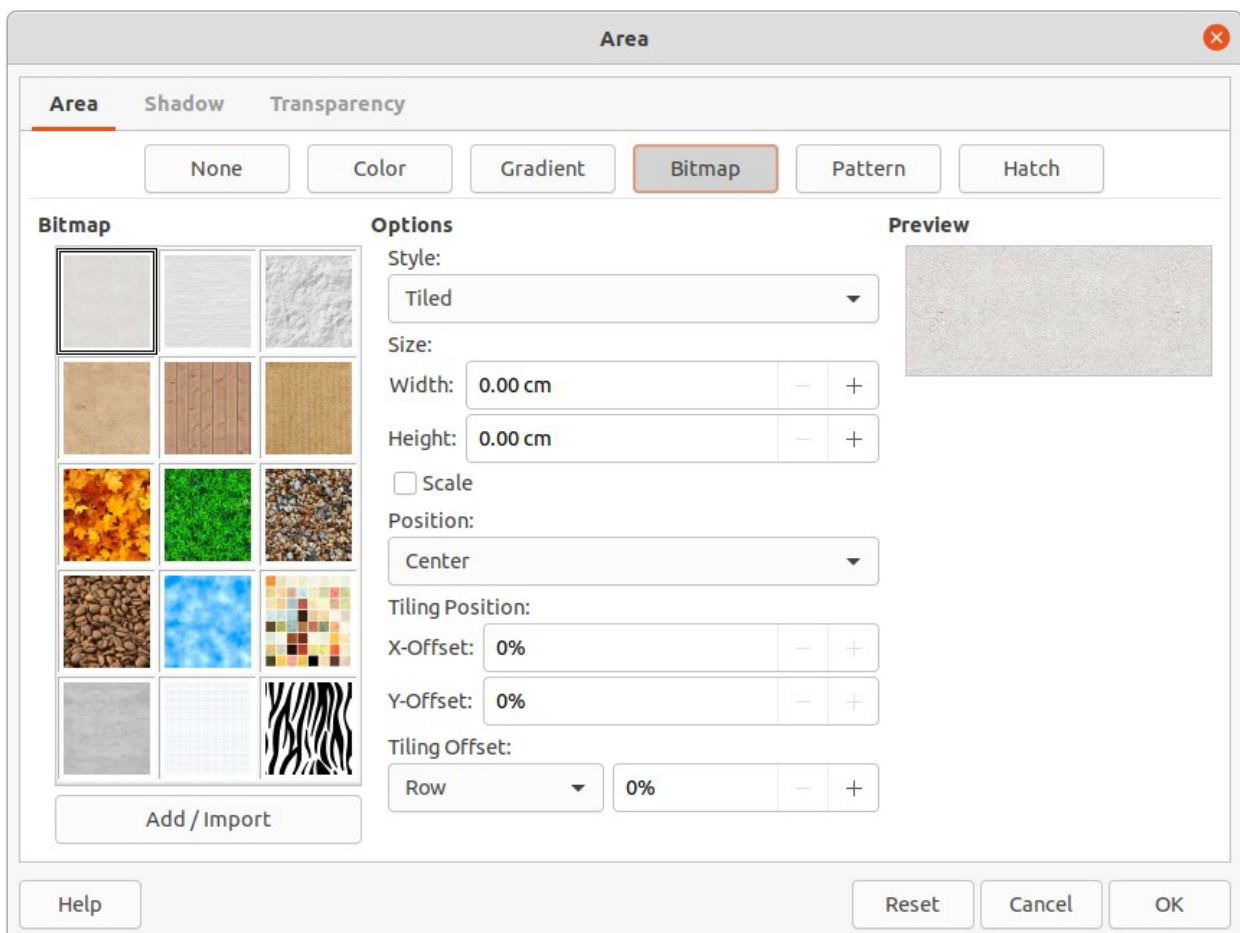 Area
Area Shadow Transparency
None Color Gradient Bitmap Pattern Hatch
Bitmap
Options
Preview
Style:
Tiled
Size:
Width: 0.00 cm
Height: 0.00 cm
Scale
Position:
Center
Tiling Position:
X-Offset: 0%
Y-Offset: 0%
Tiling Offset:
Row 0%
Add / Import
Help Reset Cancel OK